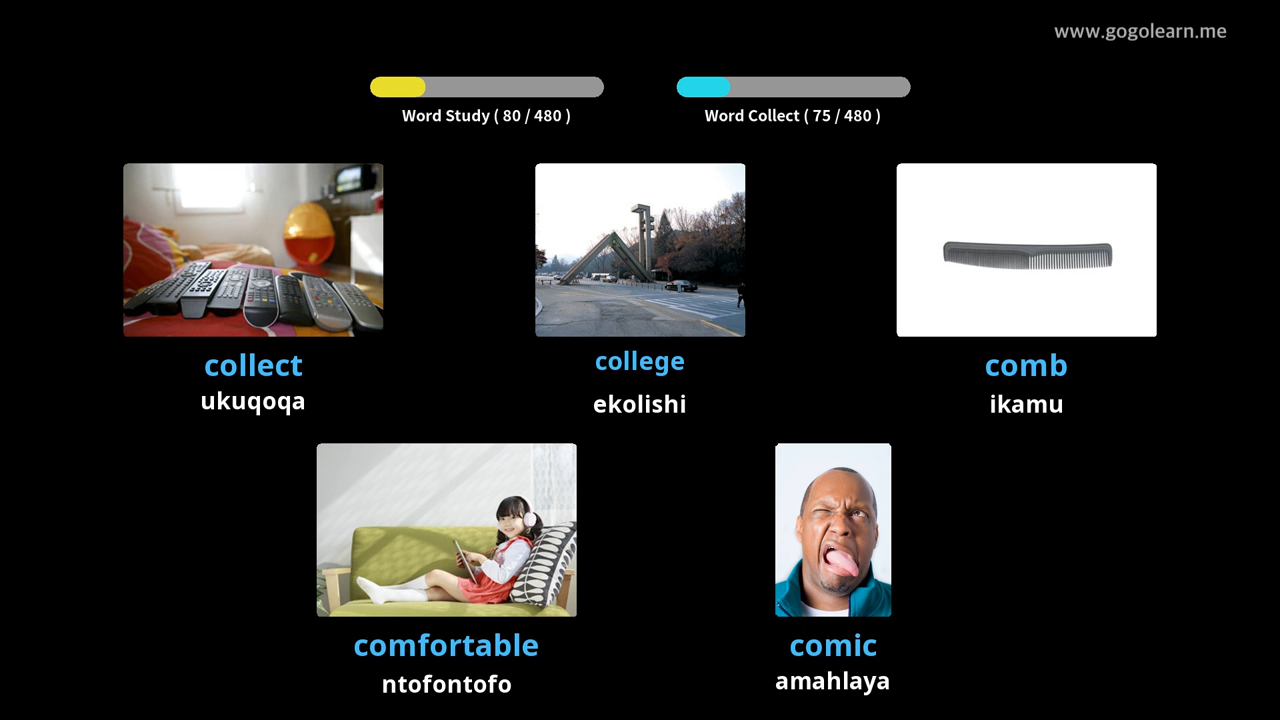 www.gogolearn.me
Word Study ( 80 / 480 )
Word Collect ( 75 / 480 )
collect
ukuqoqa
college
ekolishi
comb
ikamu
comfortable
ntofontofo
comic
amahlaya